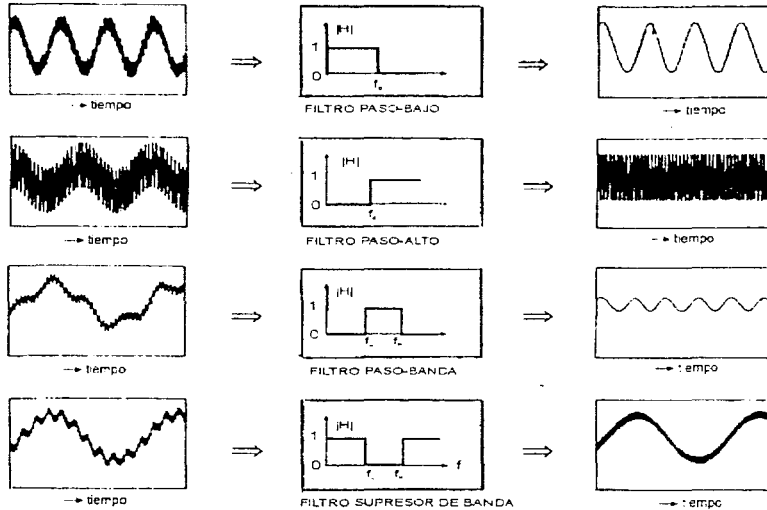 |H|
1
0
fₒ
→ tiempo
FILTRO PASO-BAJO
→ tiempo
|H|
1
0
fₒ
→ tiempo
FILTRO PASO-ALTO
→ tiempo
|H|
1
0
→ tiempo
FILTRO PASO-BANDA
→ tiempo
|H|
1
0
f
→ tiempo
FILTRO SUPRESOR DE BANDA
→ tiempo